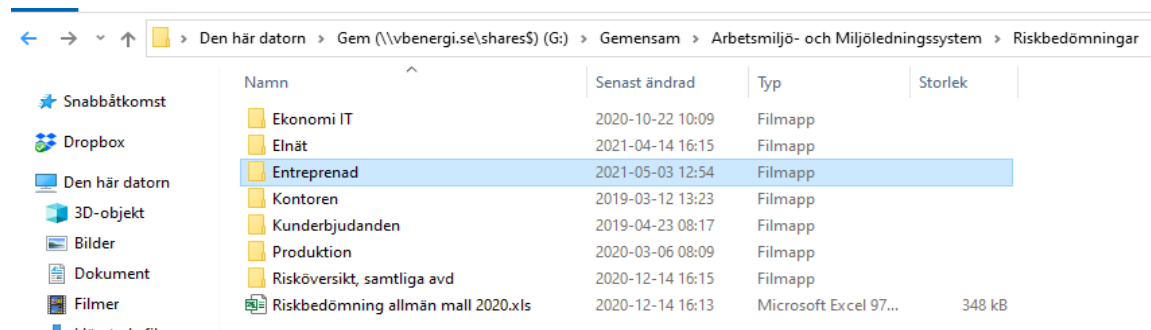 Den här datorn > Gem (\\vbenergi.se\shares$) (G:) > Gemensam > Arbetsmiljö- och Miljöledningssystem > Riskbedömningar
Namn Senast ändrad Typ Storlek
Snabbåtkomst
Dropbox
Den här datorn
3D-objekt
Bilder
Dokument
Filmer
Ekonomi IT 2020-10-22 10:09 Filmapp
Elnät 2021-04-14 16:15 Filmapp
Entreprenad 2021-05-03 12:54 Filmapp
Kontoren 2019-03-12 13:23 Filmapp
Kunderbjudanden 2019-04-23 08:17 Filmapp
Produktion 2020-03-06 08:09 Filmapp
Risköversikt, samtliga avd 2020-12-14 16:15 Filmapp
Riskbedömning allmän mall 2020.xls 2020-12-14 16:13 Microsoft Excel 97... 348 kB